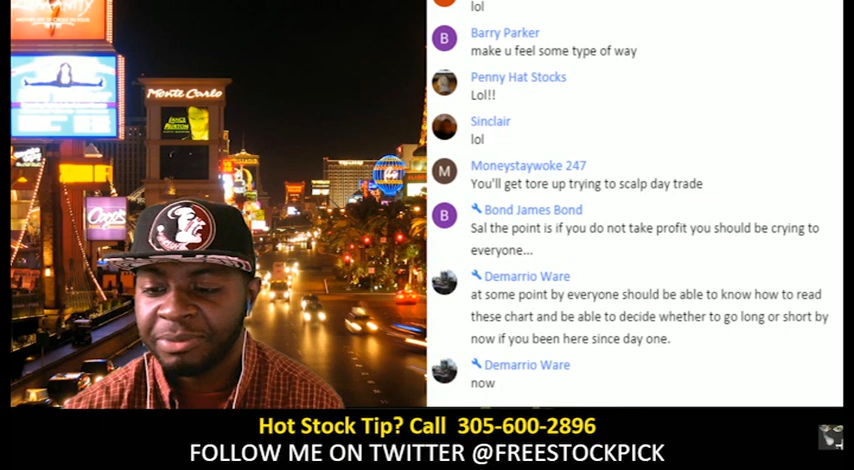 MANITY
Monte Carlo
LANCE
BURTON
Coco's
lol
B
Barry Parker
make u feel some type of way
Penny Hat Stocks
Lol!!
Sinclair
lol
M
Moneystaywoke 247
You'll get tore up trying to scalp day trade
B
Bond James Bond
Sal the point is if you do not take profit you should be crying to
everyone...
Demarrio Ware
at some point by everyone should be able to know how to read
these chart and be able to decide whether to go long or short by
now if you been here since day one.
Demarrio Ware
now
Hot Stock Tip? Call 305-600-2896
FOLLOW ME ON TWITTER @FREESTOCKPICK